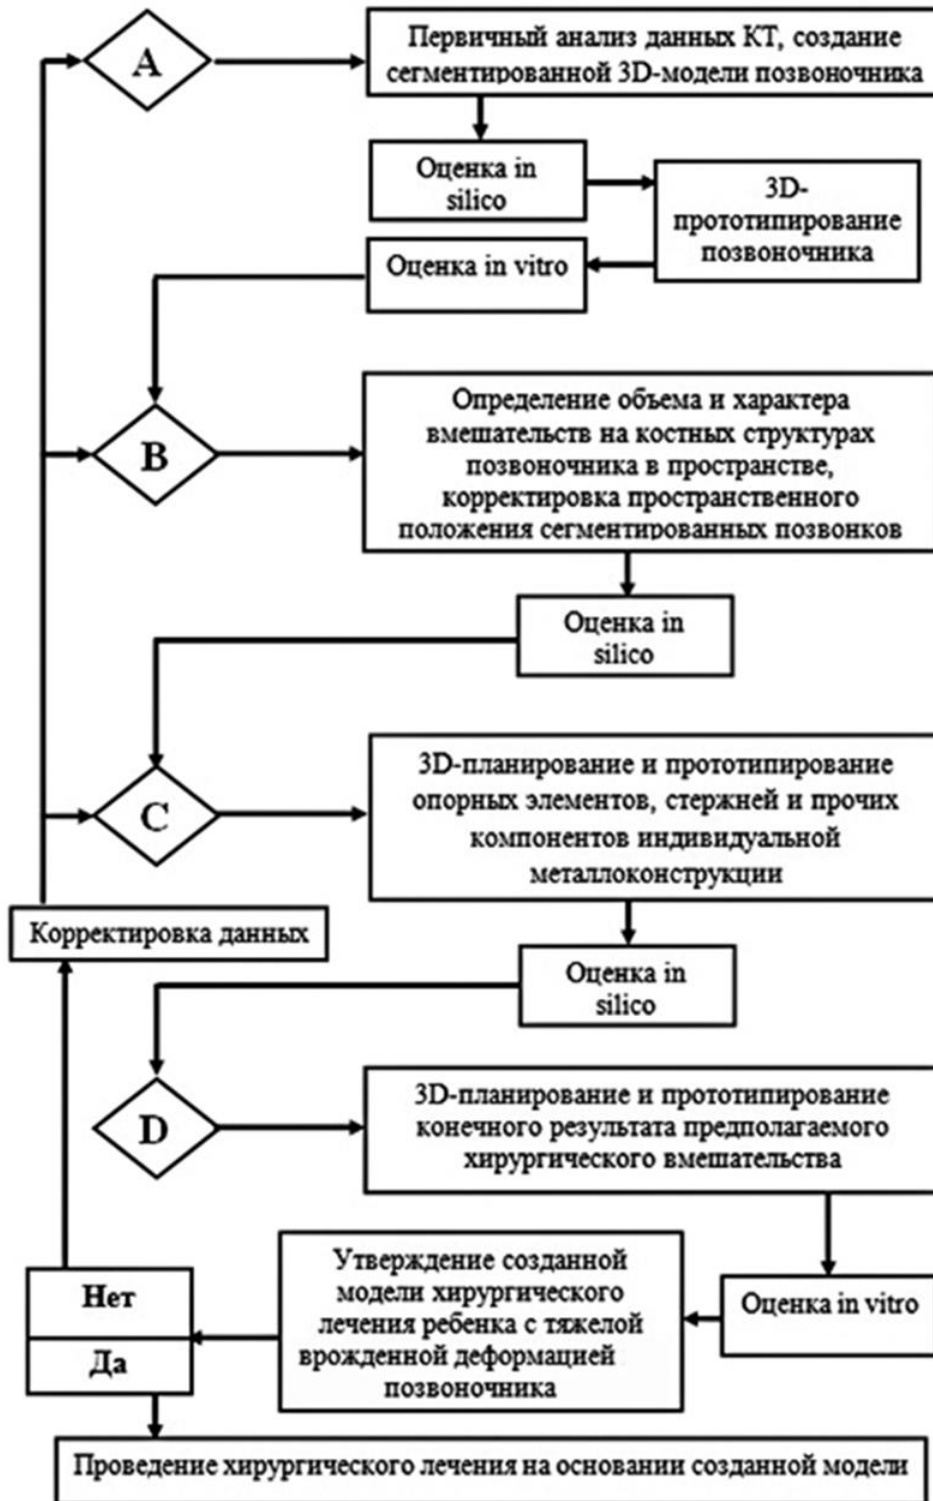 A
Первичный анализ данных КТ, создание
сегментированной 3D-модели позвоночника
Оценка in
silico
3D-
прототипирование
позвоночника
Оценка in vitro
B
Определение объема и характера
вмешательств на костных структурах
позвоночника в пространстве,
корректировка пространственного
положения сегментированных позвонков
Оценка in
silico
C
3D-планирование и прототипирование
опорных элементов, стержней и прочих
компонентов индивидуальной
металлоконструкции
Корректировка данных
Оценка in
silico
D
3D-планирование и прототипирование
конечного результата предполагаемого
хирургического вмешательства
Оценка in vitro
Утверждение созданной
модели хирургического
лечения ребенка с тяжелой
врожденной деформацией
позвоночника
Нет
Да
Проведение хирургического лечения на основании созданной модели